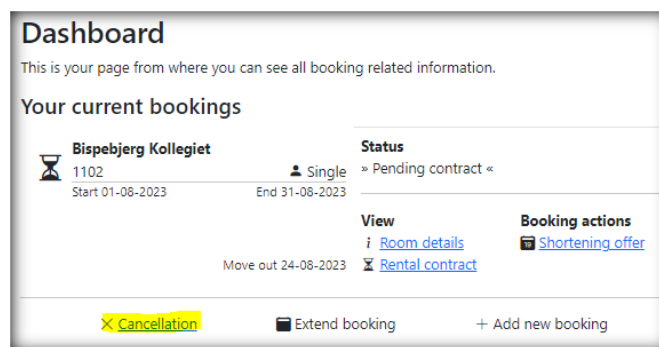 Dashboard
This is your page from where you can see all booking related information.
Your current bookings
Bispebjerg Kollegiet
1102 Single
Start 01-08-2023 End 31-08-2023
Move out 24-08-2023
Status
» Pending contract «
View
i Room details
Rental contract
Booking actions
Shortening offer
× Cancellation
Extend booking
+ Add new booking